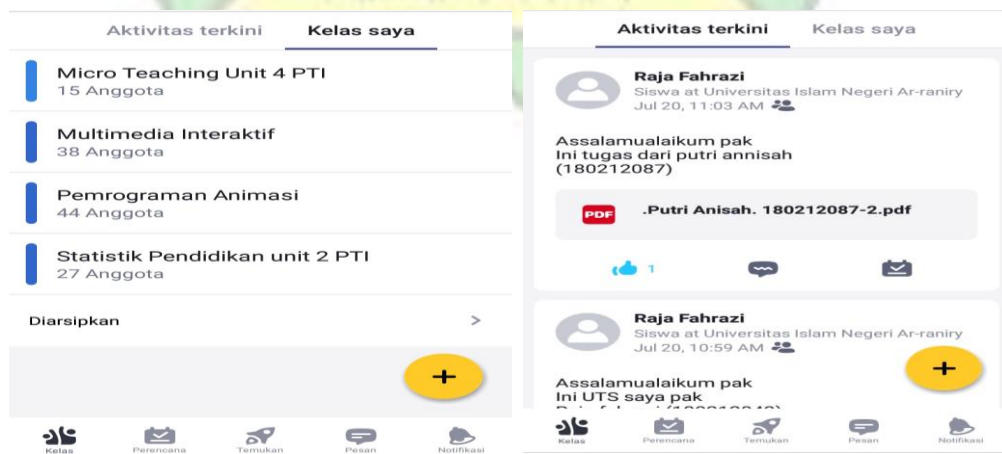 Aktivitas terkini Kelas saya
Micro Teaching Unit 4 PTI
15 Anggota
Multimedia Interaktif
38 Anggota
Pemrograman Animasi
44 Anggota
Statistik Pendidikan unit 2 PTI
27 Anggota
Diarsipkan >
+
Kelas Perencana Temukan Pesan Notifikasi
Aktivitas terkini Kelas saya
Raja Fahrazi
Siswa at Universitas Islam Negeri Ar-raniry
Jul 20, 11:03 AM
Assalamualaikum pak
Ini tugas dari putri annisah
(180212087)
PDF .Putri Anisah. 180212087-2.pdf
1
Raja Fahrazi
Siswa at Universitas Islam Negeri Ar-raniry
Jul 20, 10:59 AM
+
Assalamualaikum pak
Ini UTS saya pak
Kelas Perencana Temukan Pesan Notifikasi